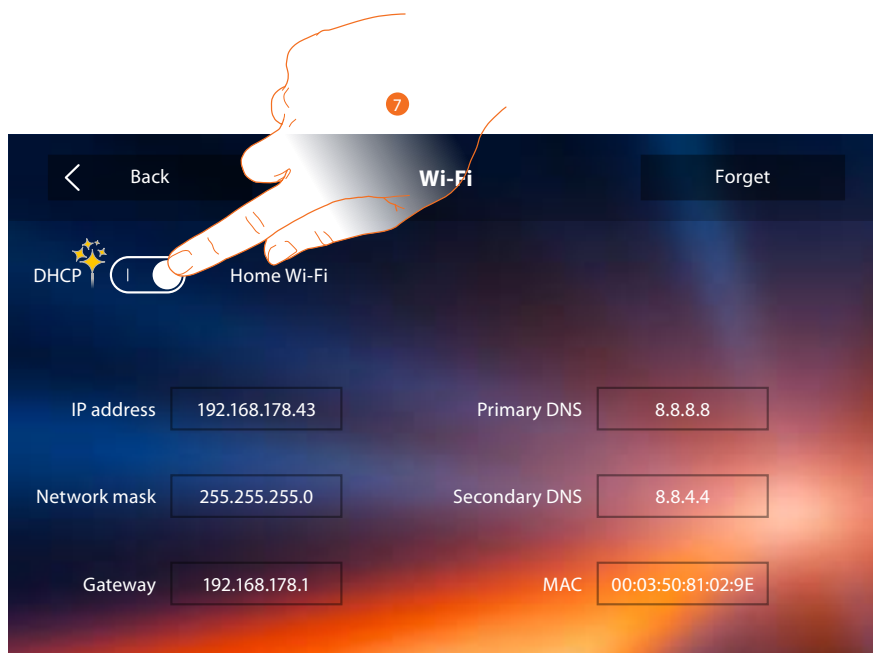 7
Back
Wi-Fi
Forget
DHCP
Home Wi-Fi
IP address 192.168.178.43
Primary DNS 8.8.8.8
Network mask 255.255.255.0
Secondary DNS 8.8.4.4
Gateway 192.168.178.1
MAC 00:03:50:81:02:9E